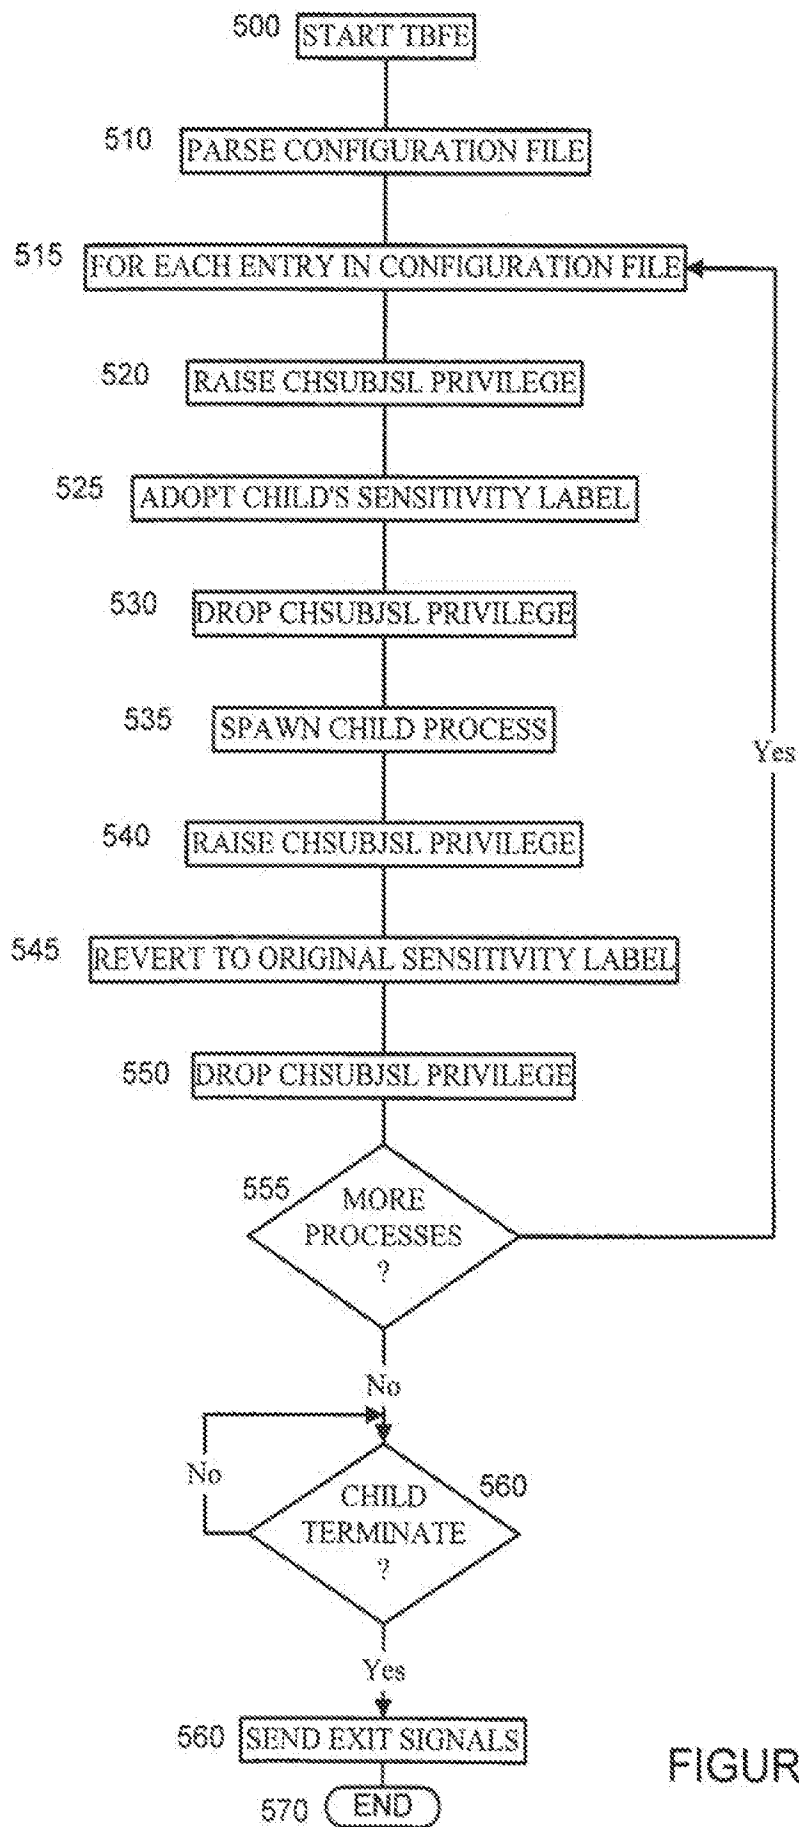 500 START TBFE
510 PARSE CONFIGURATION FILE
515 FOR EACH ENTRY IN CONFIGURATION FILE
520 RAISE CHSUBJSL PRIVILEGE
525 ADOPT CHILD'S SENSITIVITY LABEL
530 DROP CHSUBJSL PRIVILEGE
535 SPAWN CHILD PROCESS
Yes
540 RAISE CHSUBJSL PRIVILEGE
545 REVERT TO ORIGINAL SENSITIVITY LABEL
550 DROP CHSUBJSL PRIVILEGE
555 MORE
PROCESSES
?
No
No
560
CHILD
TERMINATE
?
Yes
560 SEND EXIT SIGNALS
FIGUR
570 END